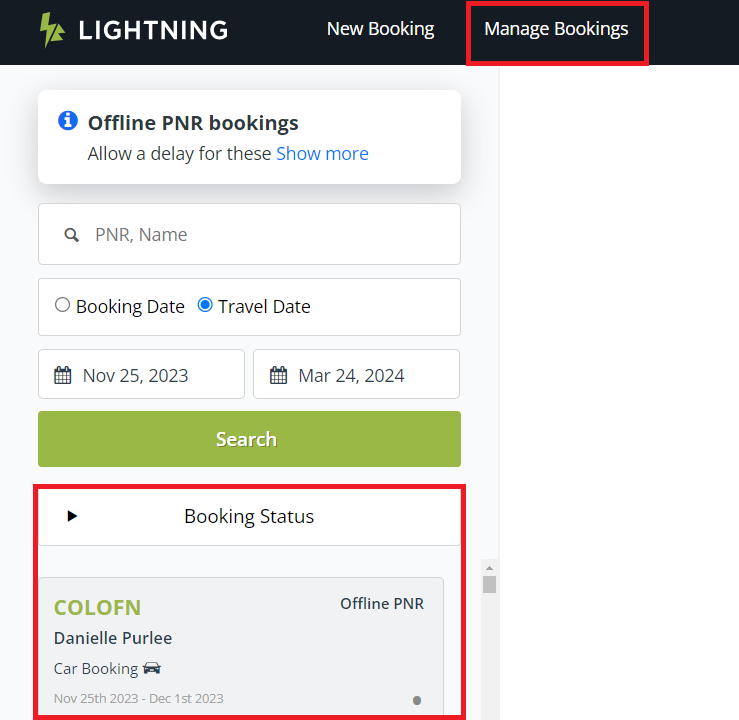 LIGHTNING New Booking Manage Bookings
Offline PNR bookings
Allow a delay for these Show more
PNR, Name
Booking Date Travel Date
Nov 25, 2023 Mar 24, 2024
Search
Booking Status
COLOFN Offline PNR
Danielle Purlee
Car Booking
Nov 25th 2023 - Dec 1st 2023